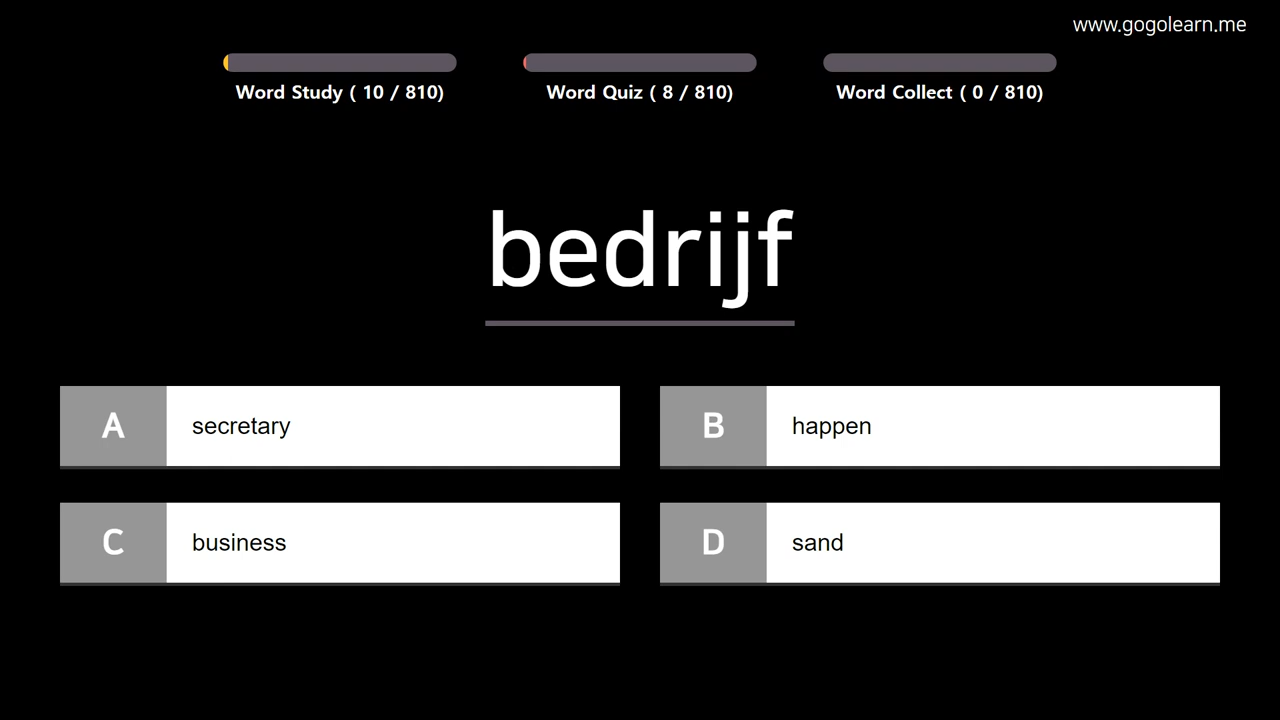 www.gogolearn.me
Word Study ( 10 / 810)
Word Quiz ( 8 / 810)
Word Collect ( 0 / 810)
bedrijf
A secretary
B happen
C business
D sand